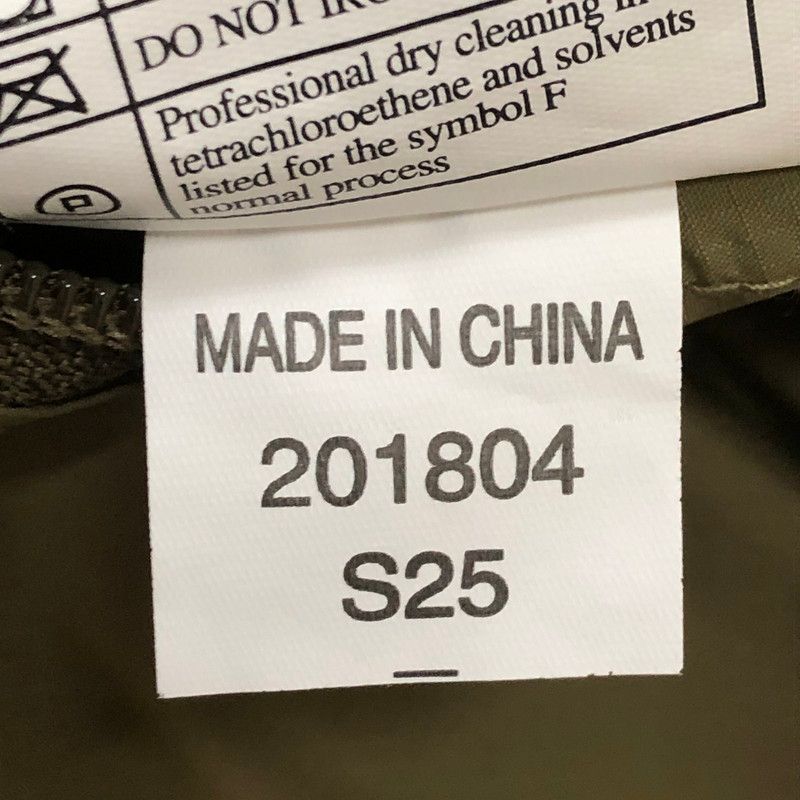 DO NOT
Professional dry cleaning in
tetrachloroethene and solvents
listed for the symbol F
normal process
P
MADE IN CHINA
201804
S25